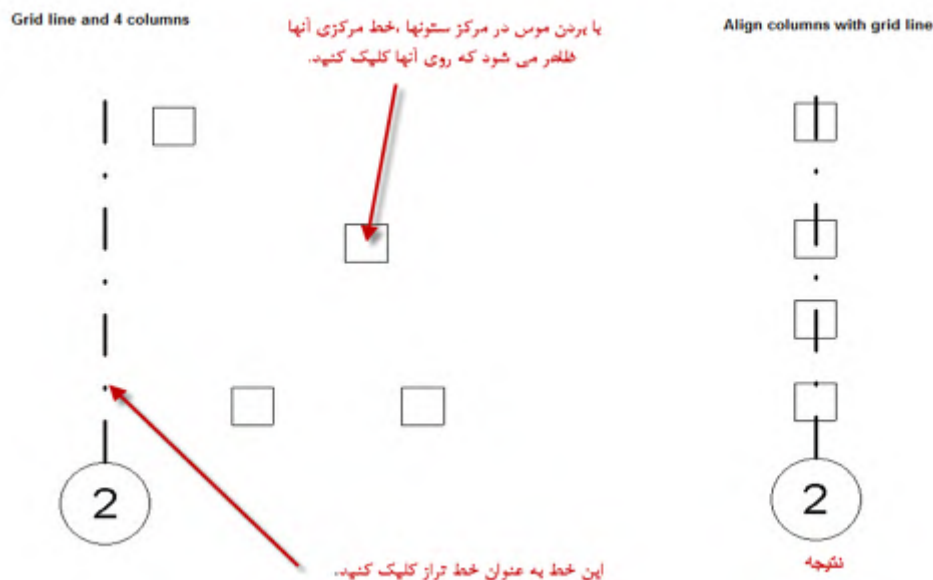 Grid line and 4 columns
با بردن موس در مرکز ستونها ،خط مرکزی آنها
ظاهر می شود که روی آنها کلیک کنید.
Align columns with grid line
2
2
این خط به عنوان خط تراز کلیک کنید.
نتیجه